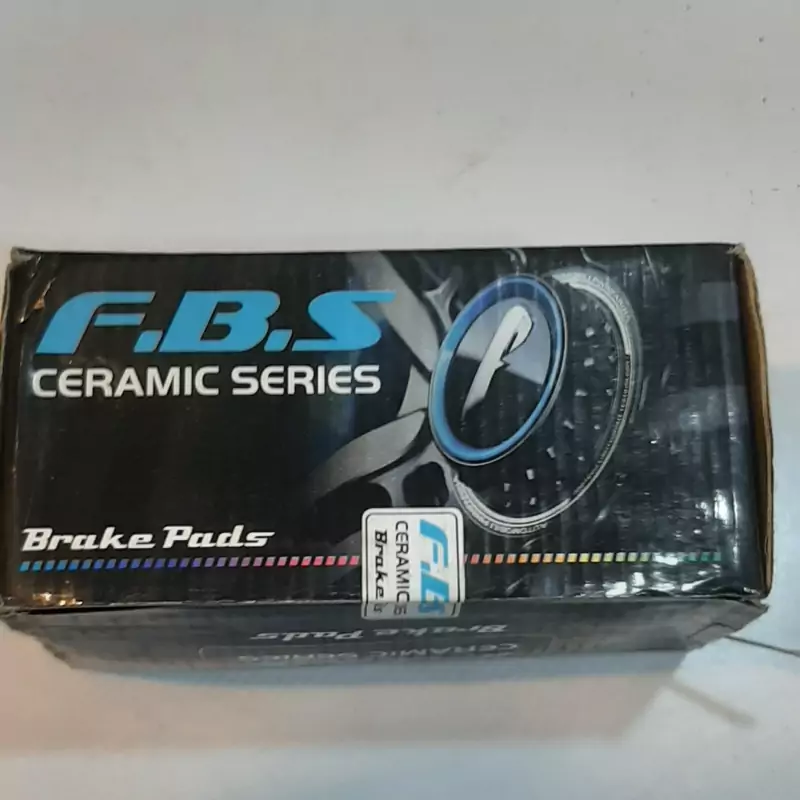 F.B.S
CERAMIC SERIES
Brake Pads
F.B
CERAMIC
Brake
Brake Pads
CERAMIC SERIES